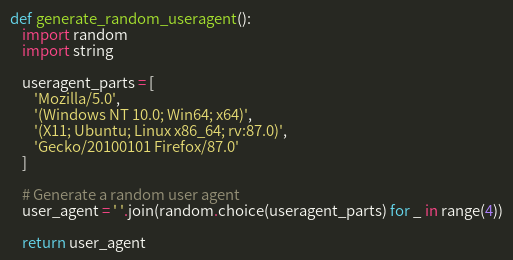 def generate_random_useragent():
    import random
    import string

    useragent_parts = [
        'Mozilla/5.0',
        '(Windows NT 10.0; Win64; x64)',
        '(X11; Ubuntu; Linux x86_64; rv:87.0)',
        'Gecko/20100101 Firefox/87.0'
    ]

    # Generate a random user agent
    user_agent = ' '.join(random.choice(useragent_parts) for _ in range(4))

    return user_agent